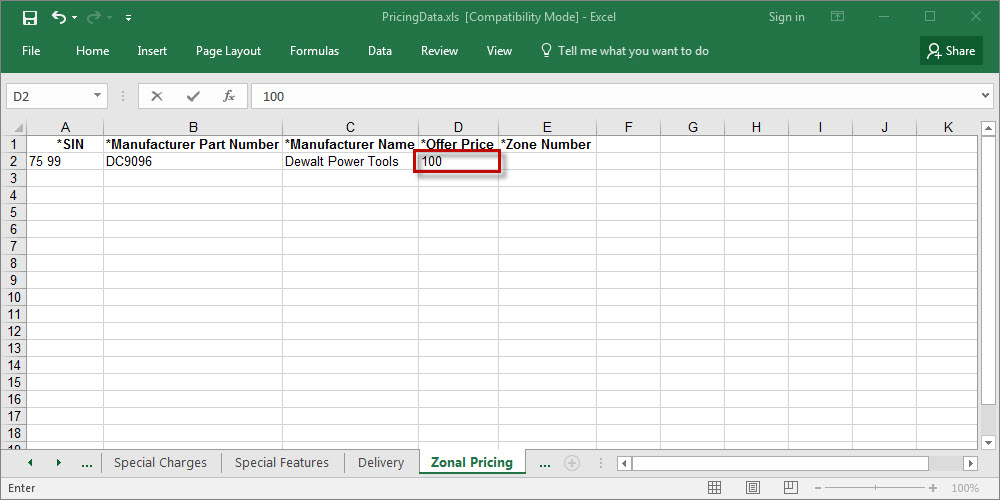 PricingData.xls [Compatibility Mode] - Excel
Sign in
File Home Insert Page Layout Formulas Data Review View Tell me what you want to do Share
D2 fx 100
A B C D E F G H I J K
1 *SIN *Manufacturer Part Number *Manufacturer Name *Offer Price *Zone Number
2 75 99 DC9096 Dewalt Power Tools 100
3
4
5
6
7
8
9
10
11
12
13
14
15
16
17
18
19
... Special Charges Special Features Delivery Zonal Pricing ...
Enter 100%